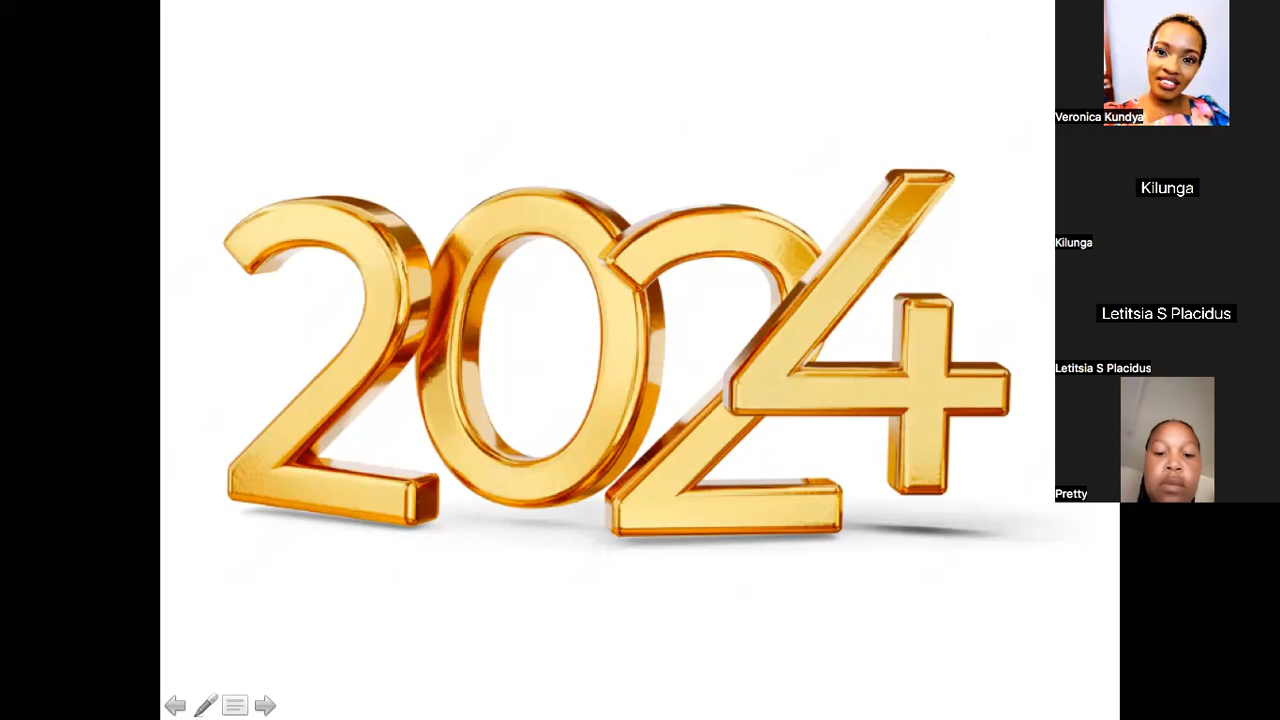 2024
Veronica Kundya
Kilunga
Kilunga
Letitsia S Placidus
Letitsia S Placidus
Pretty